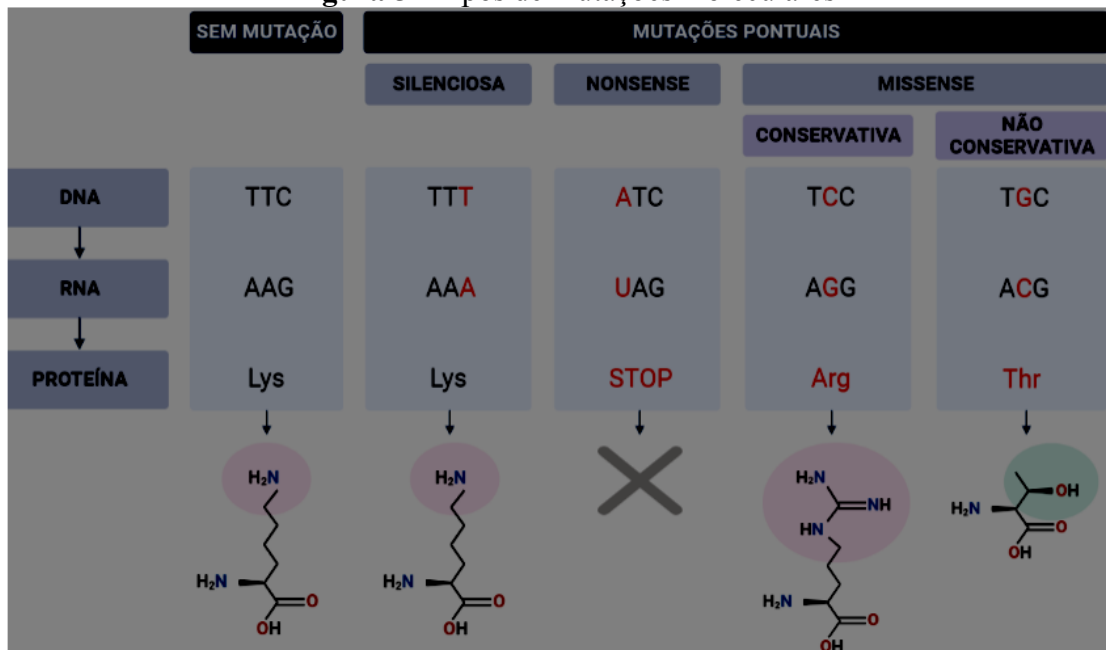 SEM MUTAÇÃO
MUTAÇÕES PONTUAIS
SILENCIOSA
NONSENSE
MISSENSE
CONSERVATIVA
NÃO
CONSERVATIVA
DNA
TTC
TTT
ATC
TCC
TGC
RNA
AAG
AAA
UAG
AGG
ACG
PROTEÍNA
Lys
Lys
STOP
Arg
Thr
H₂N
H₂N
H₂N
NH
HN
OH
H₂N
O
OH
H₂N
O
OH
H₂N
O
OH
H₂N
O
OH